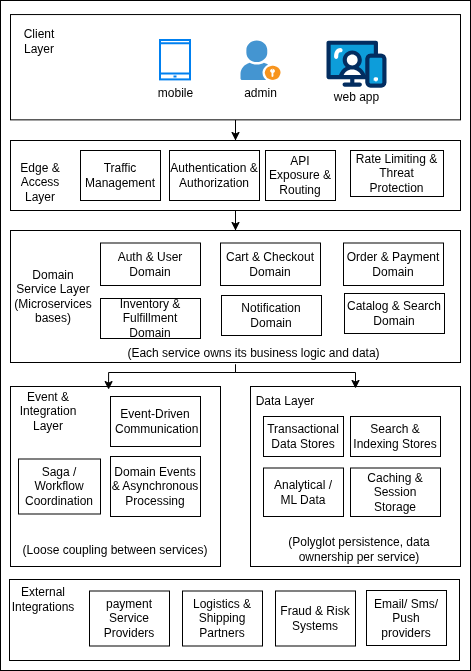 Client
Layer
mobile
admin
web app
Edge &
Access
Layer
Traffic
Management
Authentication &
Authorization
API
Exposure &
Routing
Rate Limiting &
Threat
Protection
Domain
Service Layer
(Microservices
bases)
Auth & User
Domain
Cart & Checkout
Domain
Order & Payment
Domain
Inventory &
Fulfillment
Domain
Notification
Domain
Catalog & Search
Domain
(Each service owns its business logic and data)
Event &
Integration
Layer
Event-Driven
Communication
Saga /
Workflow
Coordination
Domain Events
& Asynchronous
Processing
(Loose coupling between services)
Data Layer
Transactional
Data Stores
Search &
Indexing Stores
Analytical /
ML Data
Caching &
Session
Storage
(Polyglot persistence, data
ownership per service)
External
Integrations
payment
Service
Providers
Logistics &
Shipping
Partners
Fraud & Risk
Systems
Email/ Sms/
Push
providers